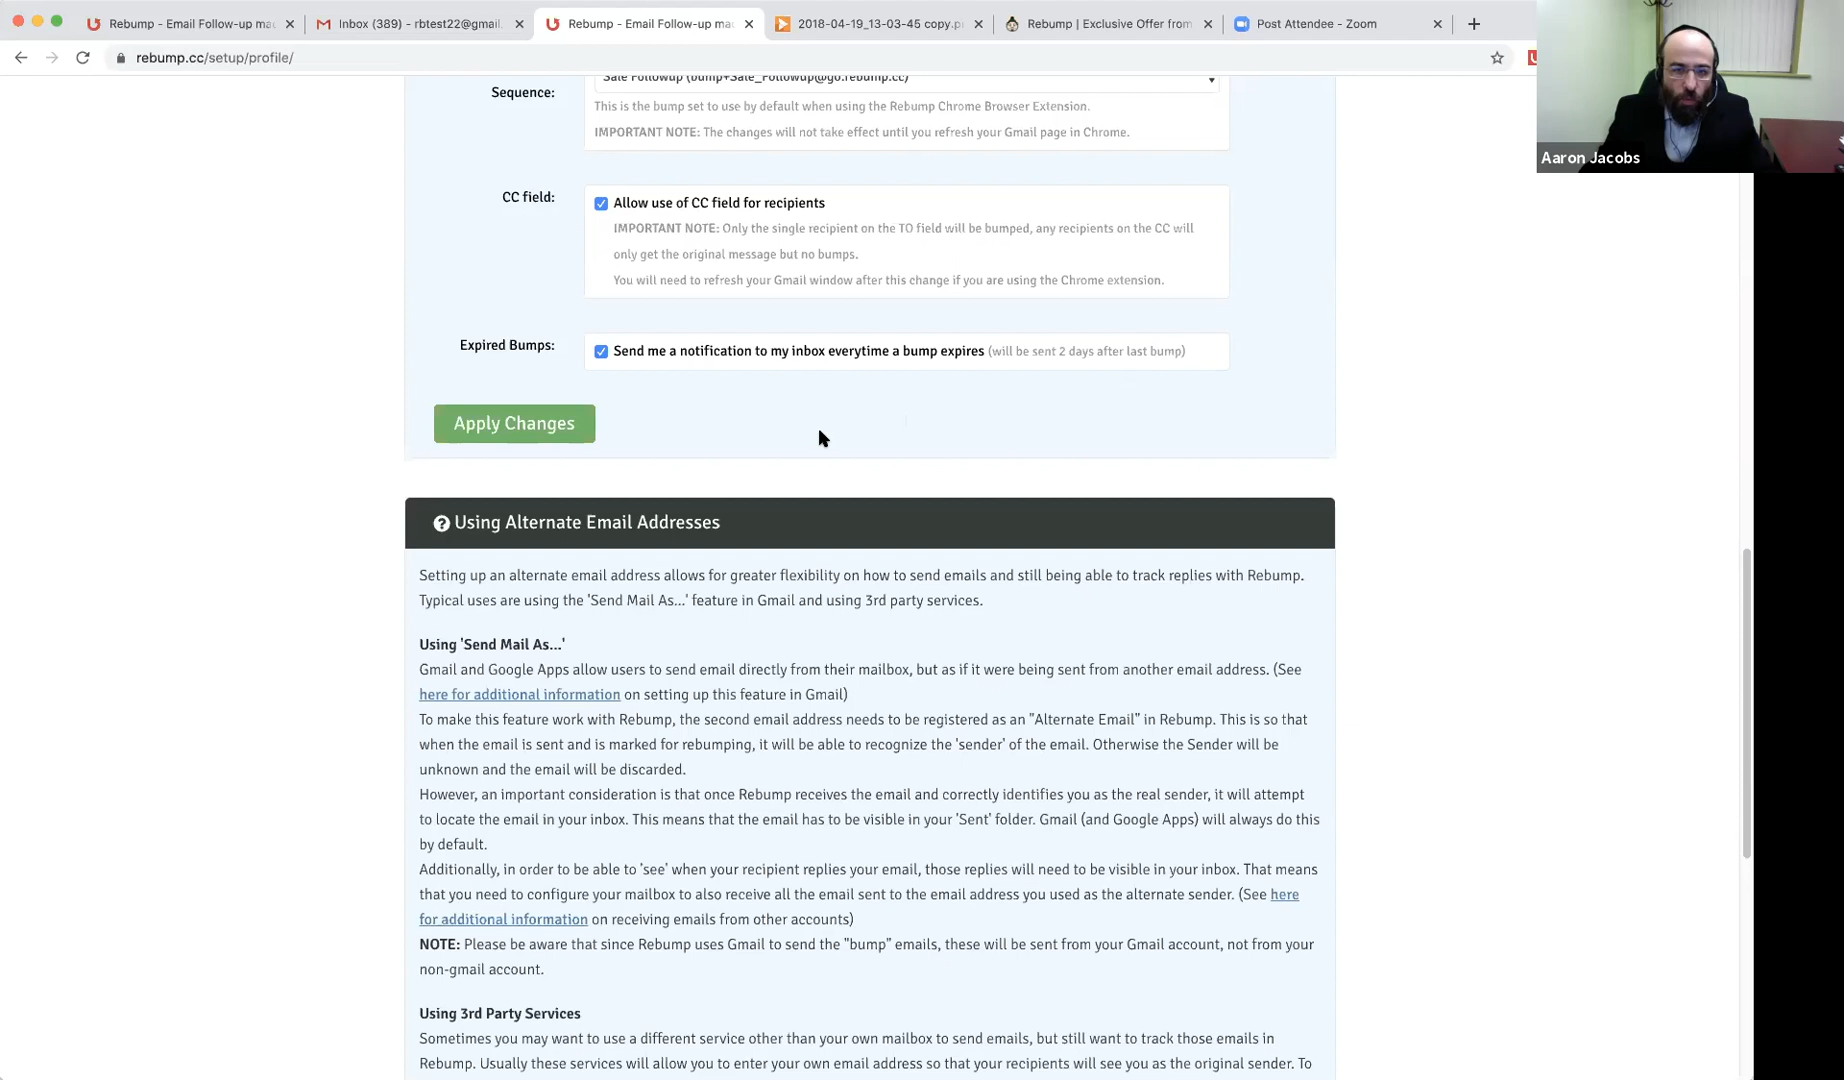 Rebump - Email Follow-up mac
Inbox (389) - rbtest22@gmail.
Rebump - Email Follow-up mac
2018-04-19_13-03-45 copy.p
Rebump | Exclusive Offer from
Post Attendee - Zoom
rebump.cc/setup/profile/
Aaron Jacobs
Sequence:
Sale Followup (bump+Sale_Followup@go.rebump.cc)
This is the bump set to use by default when using the Rebump Chrome Browser Extension.
IMPORTANT NOTE: The changes will not take effect until you refresh your Gmail page in Chrome.
CC field:
Allow use of CC field for recipients
IMPORTANT NOTE: Only the single recipient on the TO field will be bumped, any recipients on the CC will
only get the original message but no bumps.
You will need to refresh your Gmail window after this change if you are using the Chrome extension.
Expired Bumps:
Send me a notification to my inbox everytime a bump expires (will be sent 2 days after last bump)
Apply Changes
Using Alternate Email Addresses
Setting up an alternate email address allows for greater flexibility on how to send emails and still being able to track replies with Rebump.
Typical uses are using the 'Send Mail As...' feature in Gmail and using 3rd party services.
Using 'Send Mail As...'
Gmail and Google Apps allow users to send email directly from their mailbox, but as if it were being sent from another email address. (See
here for additional information on setting up this feature in Gmail)
To make this feature work with Rebump, the second email address needs to be registered as an "Alternate Email" in Rebump. This is so that
when the email is sent and is marked for rebumping, it will be able to recognize the 'sender' of the email. Otherwise the Sender will be
unknown and the email will be discarded.
However, an important consideration is that once Rebump receives the email and correctly identifies you as the real sender, it will attempt
to locate the email in your inbox. This means that the email has to be visible in your 'Sent' folder. Gmail (and Google Apps) will always do this
by default.
Additionally, in order to be able to 'see' when your recipient replies your email, those replies will need to be visible in your inbox. That means
that you need to configure your mailbox to also receive all the email sent to the email address you used as the alternate sender. (See here
for additional information on receiving emails from other accounts)
NOTE: Please be aware that since Rebump uses Gmail to send the "bump" emails, these will be sent from your Gmail account, not from your
non-gmail account.
Using 3rd Party Services
Sometimes you may want to use a different service other than your own mailbox to send emails, but still want to track those emails in
Rebump. Usually these services will allow you to enter your own email address so that your recipients will see you as the original sender. To